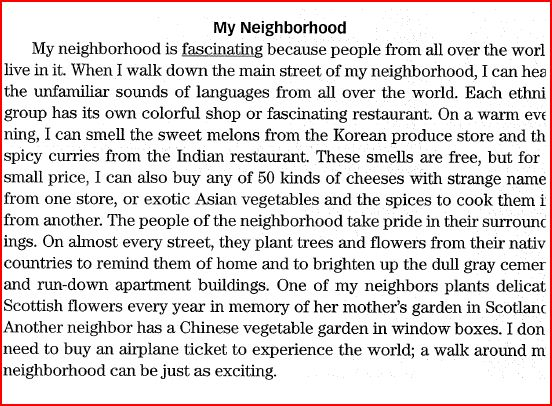 My Neighborhood
My neighborhood is fascinating because people from all over the worl
live in it. When I walk down the main street of my neighborhood, I can hea
the unfamiliar sounds of languages from all over the world. Each ethni
group has its own colorful shop or fascinating restaurant. On a warm eve
ning, I can smell the sweet melons from the Korean produce store and th
spicy curries from the Indian restaurant. These smells are free, but for
small price, I can also buy any of 50 kinds of cheeses with strange name
from one store, or exotic Asian vegetables and the spices to cook them i
from another. The people of the neighborhood take pride in their surround
ings. On almost every street, they plant trees and flowers from their nativ
countries to remind them of home and to brighten up the dull gray cemen
and run-down apartment buildings. One of my neighbors plants delicat
Scottish flowers every year in memory of her mother's garden in Scotland
Another neighbor has a Chinese vegetable garden in window boxes. I don
need to buy an airplane ticket to experience the world; a walk around m
neighborhood can be just as exciting.